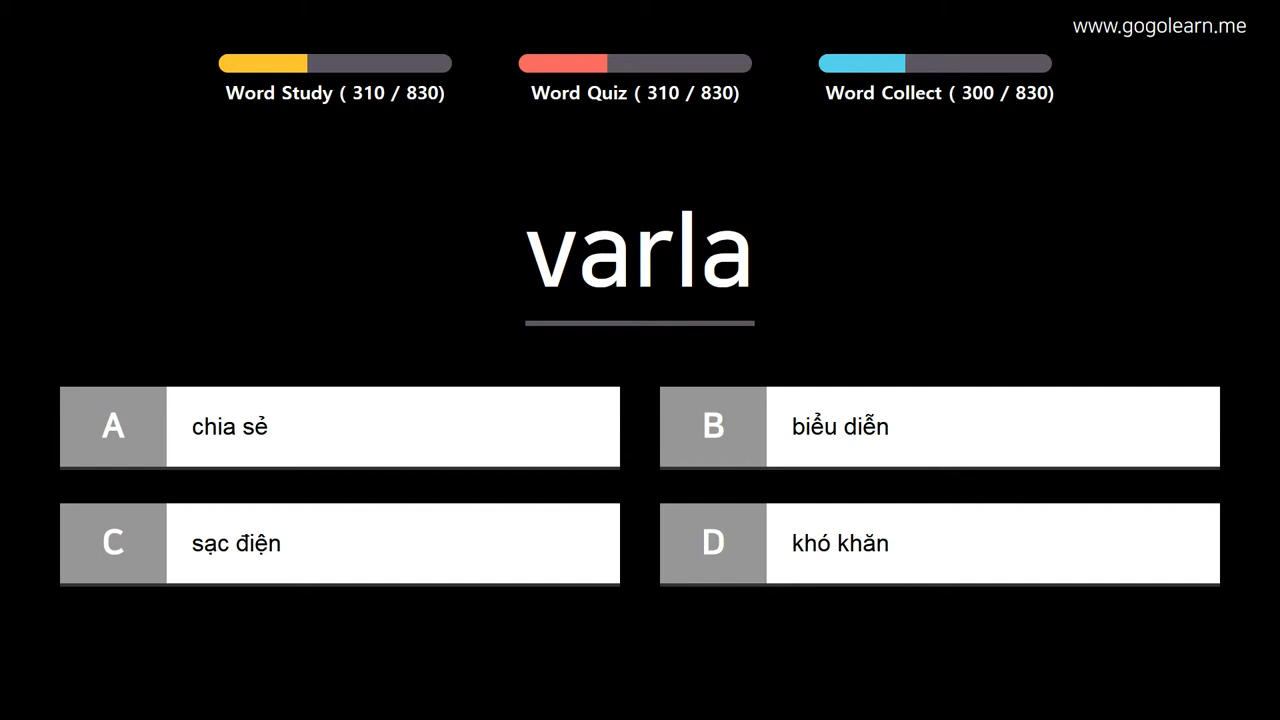 www.gogolearn.me
Word Study ( 310 / 830)
Word Quiz ( 310 / 830)
Word Collect ( 300 / 830)
varla
A chia sẻ
B biểu diễn
C sạc điện
D khó khăn